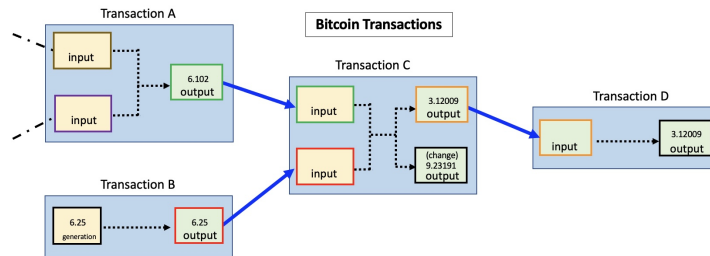 Bitcoin Transactions
Transaction A
input
input
6.102
output
Transaction B
6.25
generation
6.25
output
Transaction C
input
input
3.12009
output
(change)
9.23191
output
Transaction D
input
3.12009
output